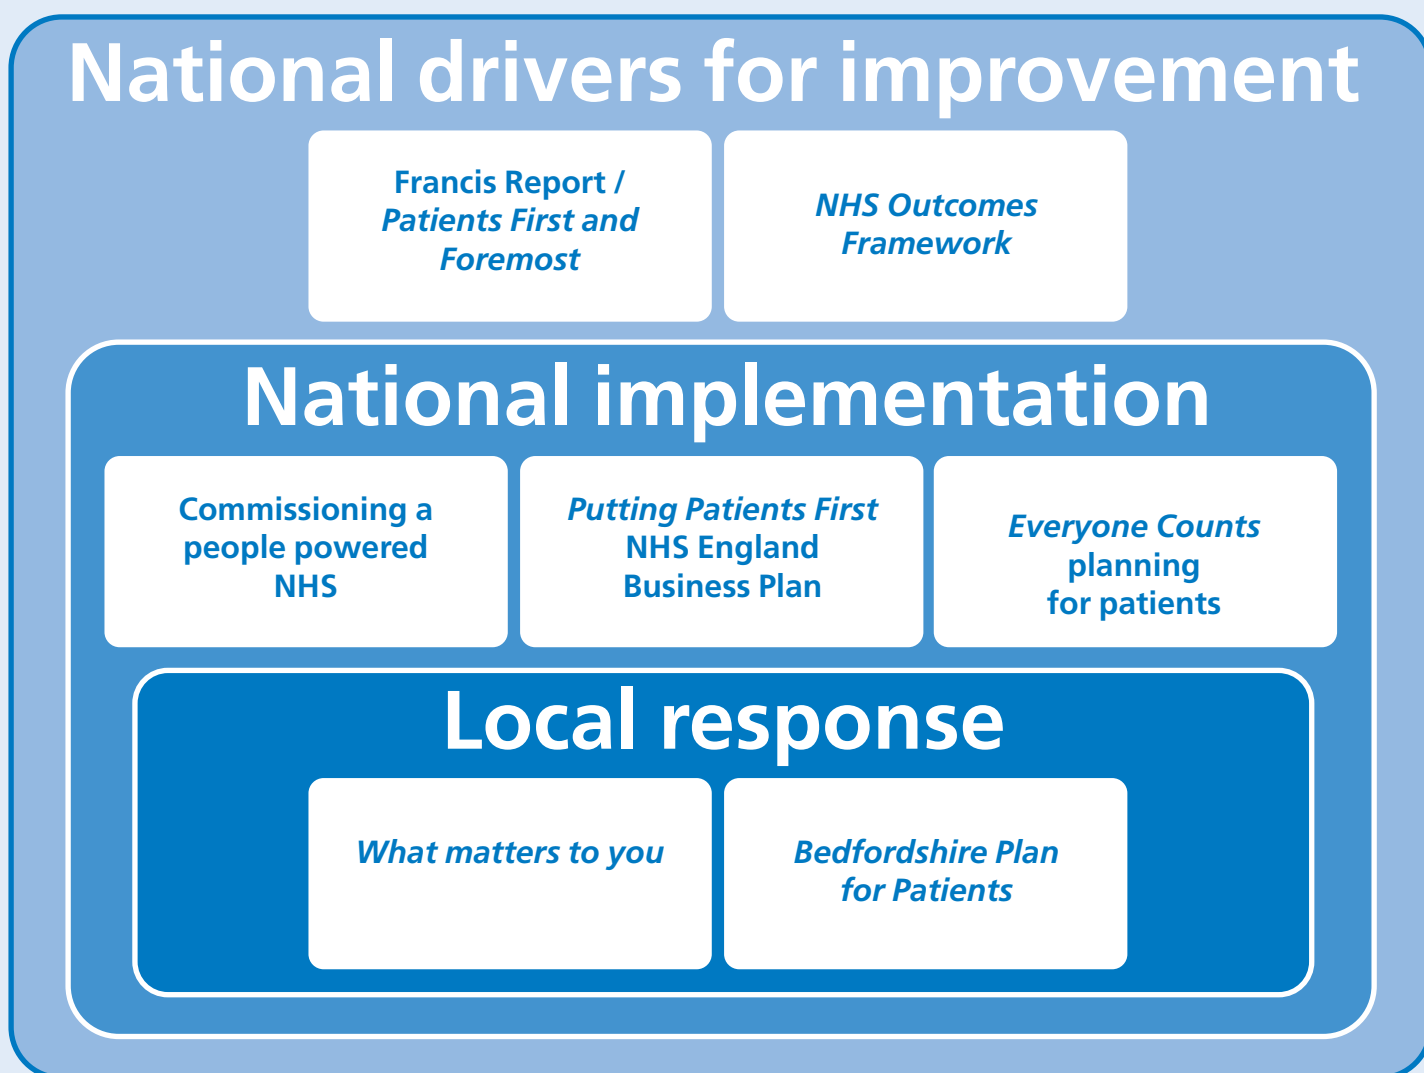 National drivers for improvement
Francis Report /
Patients First and
Foremost
NHS Outcomes
Framework
National implementation
Commissioning a
people powered
NHS
Putting Patients First
NHS England
Business Plan
Everyone Counts
planning
for patients
Local response
What matters to you
Bedfordshire Plan
for Patients